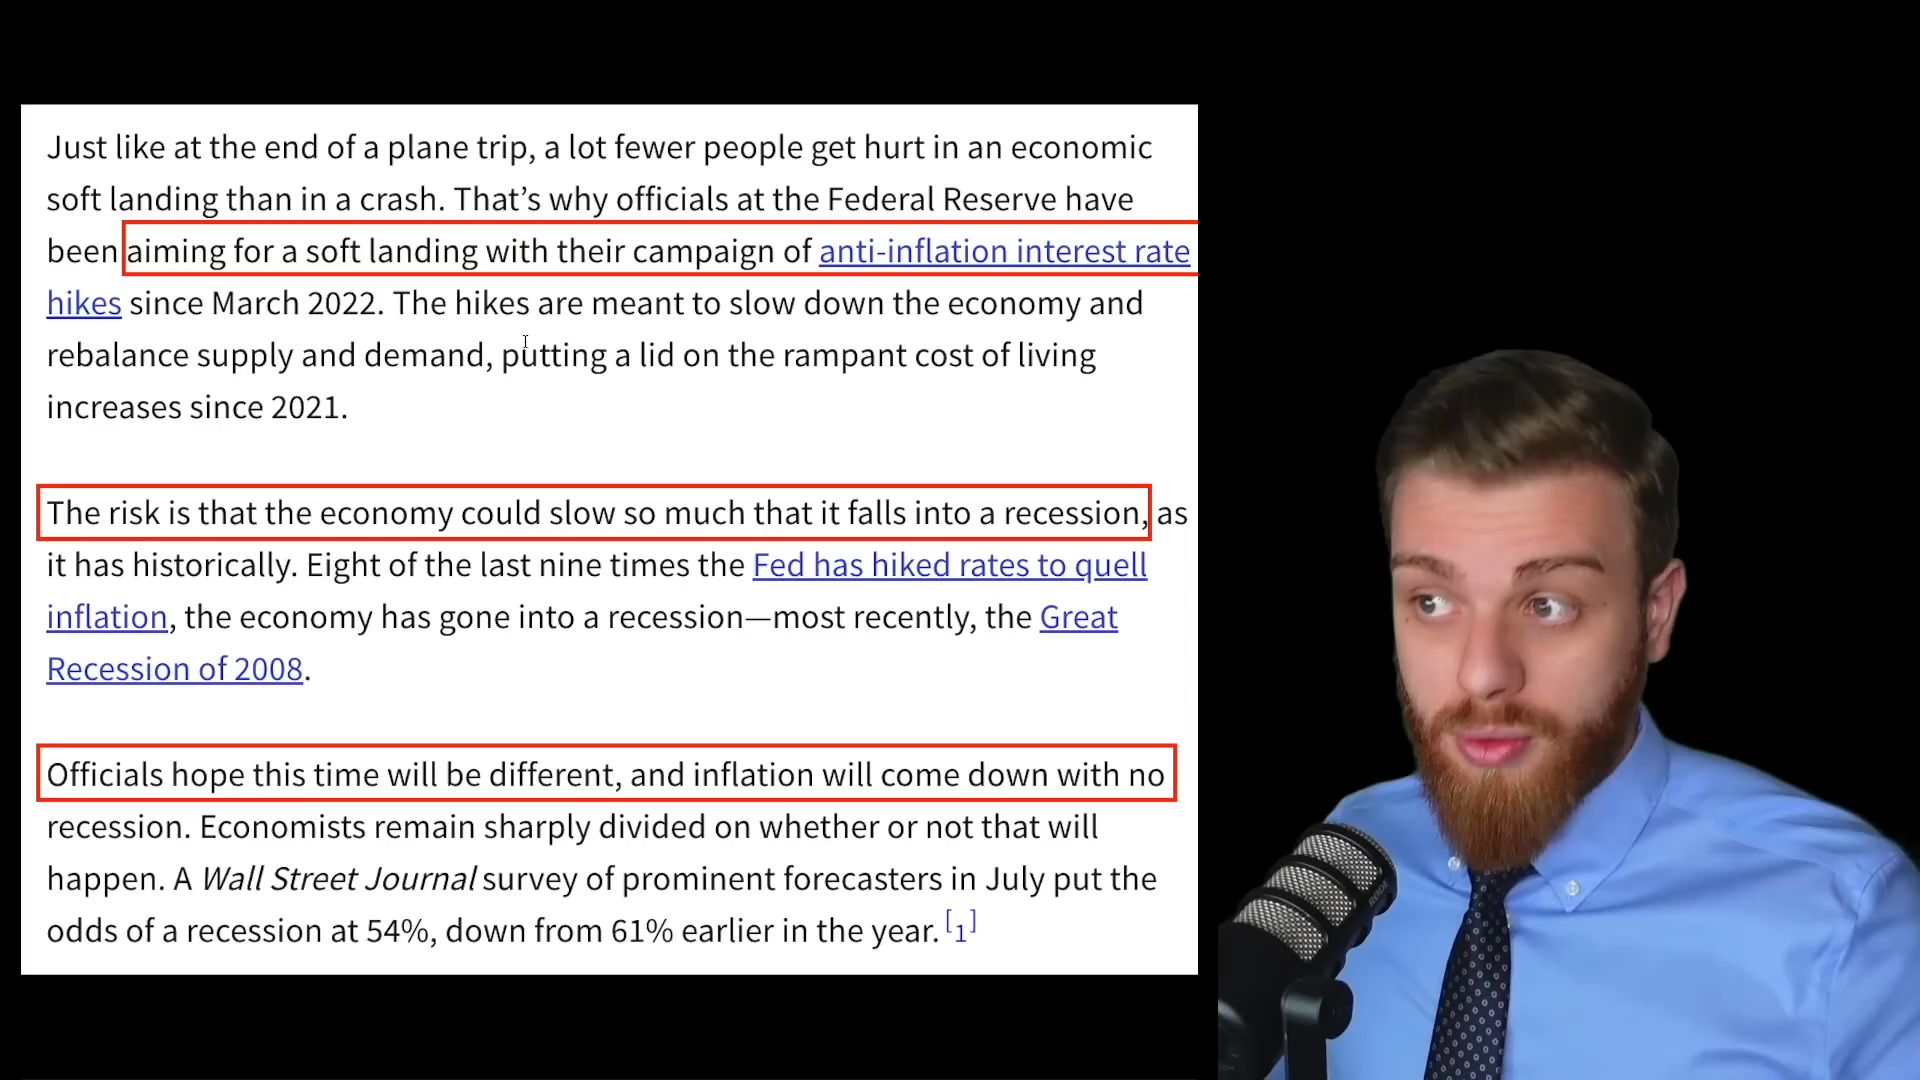 Just like at the end of a plane trip, a lot fewer people get hurt in an economic
soft landing than in a crash. That’s why officials at the Federal Reserve have
been aiming for a soft landing with their campaign of anti-inflation interest rate
hikes since March 2022. The hikes are meant to slow down the economy and
rebalance supply and demand, putting a lid on the rampant cost of living
increases since 2021.
The risk is that the economy could slow so much that it falls into a recession, as
it has historically. Eight of the last nine times the Fed has hiked rates to quell
inflation, the economy has gone into a recession—most recently, the Great
Recession of 2008.
Officials hope this time will be different, and inflation will come down with no
recession. Economists remain sharply divided on whether or not that will
happen. A Wall Street Journal survey of prominent forecasters in July put the
odds of a recession at 54%, down from 61% earlier in the year. [1]
RODE